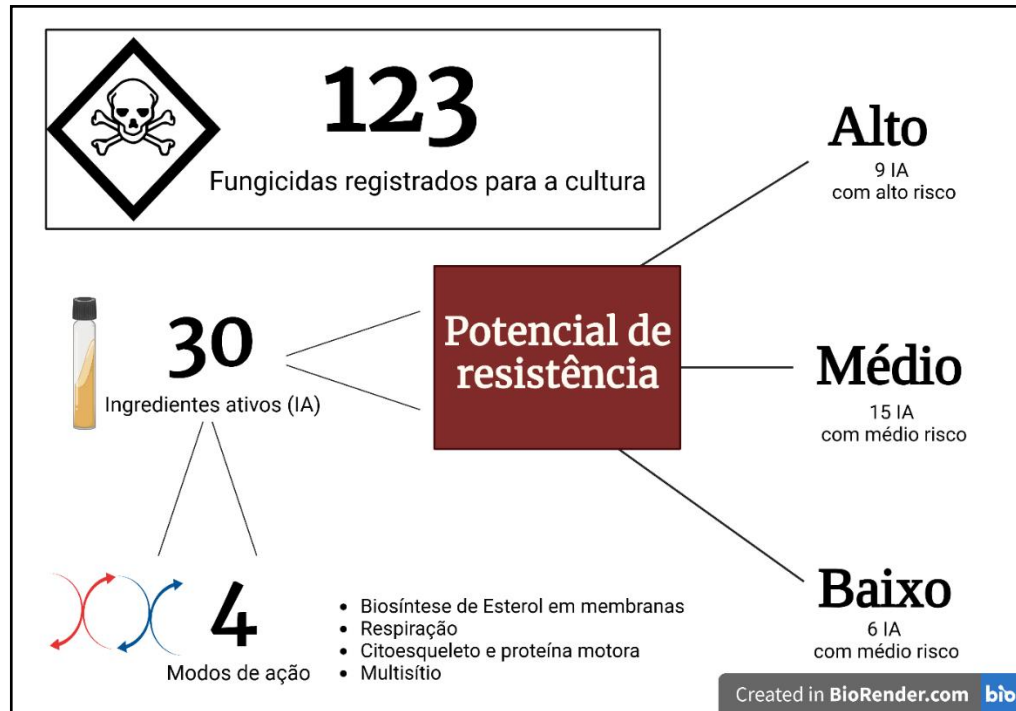 123
Fungicidas registrados para a cultura
30
Ingredientes ativos (IA)
4
Modos de ação
• Biosíntese de Esterol em membranas
• Respiração
• Citoesqueleto e proteína motora
• Multisítio
Potencial de
resistência
Alto
9 IA
com alto risco
Médio
15 IA
com médio risco
Baixo
6 IA
com médio risco
Created in BioRender.com bio